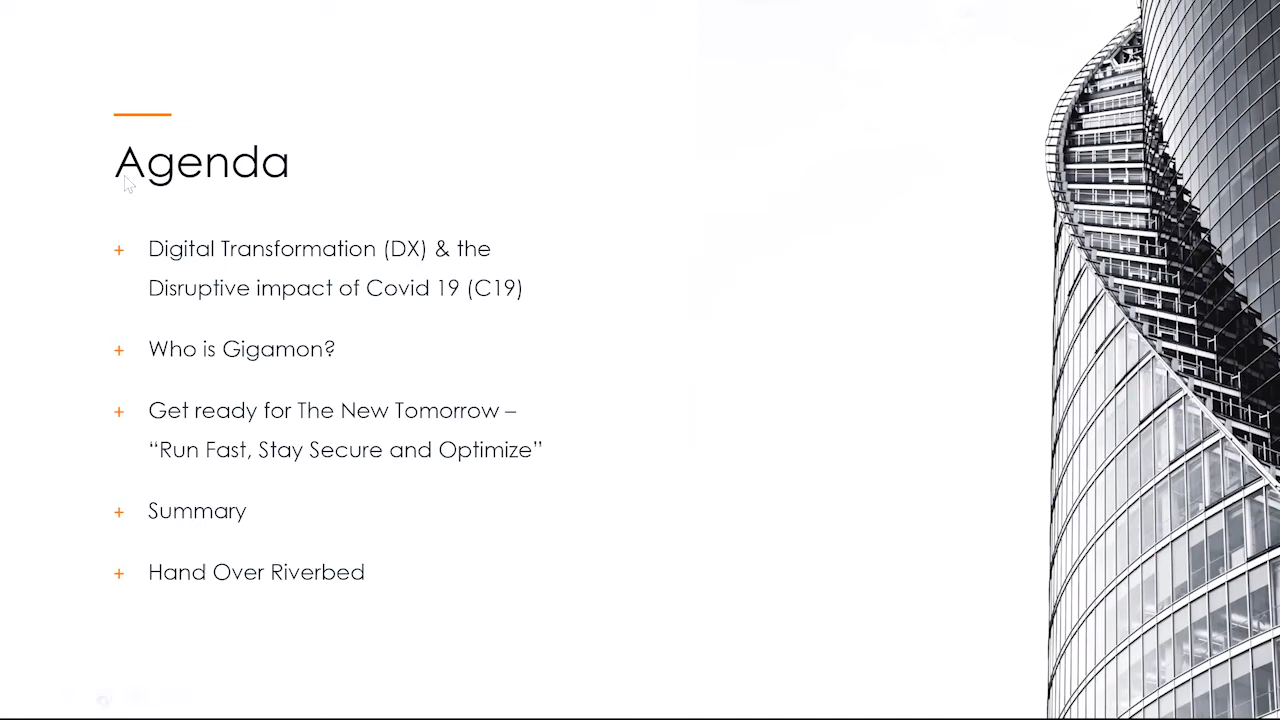 Agenda
+ Digital Transformation (DX) & the
Disruptive impact of Covid 19 (C19)
+ Who is Gigamon?
+ Get ready for The New Tomorrow –
“Run Fast, Stay Secure and Optimize”
+ Summary
+ Hand Over Riverbed